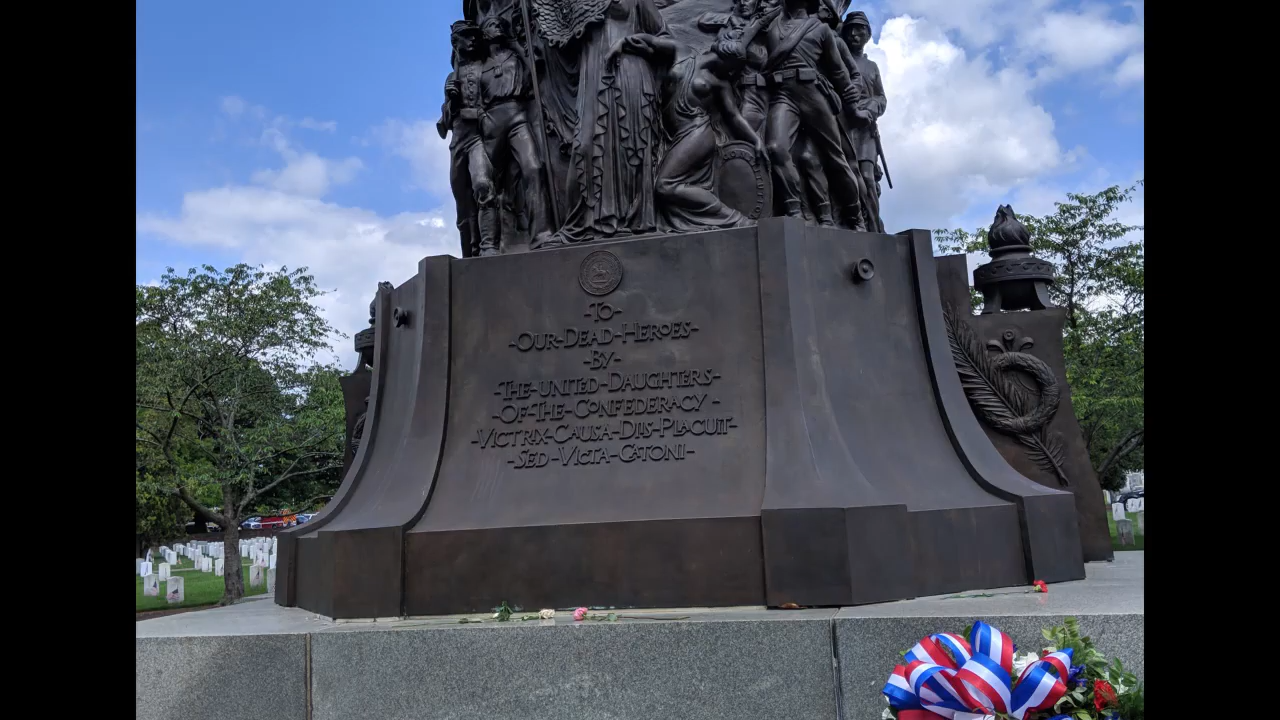 -TO-
-OUR-DEAD-HEROES-
-BY-
-THE-UNITED-DAUGHTERS-
-OF-THE-CONFEDERACY-
-VICTRIX-CAUSA-DIIS-PLACUIT-
-SED-VICTA-CATONI-